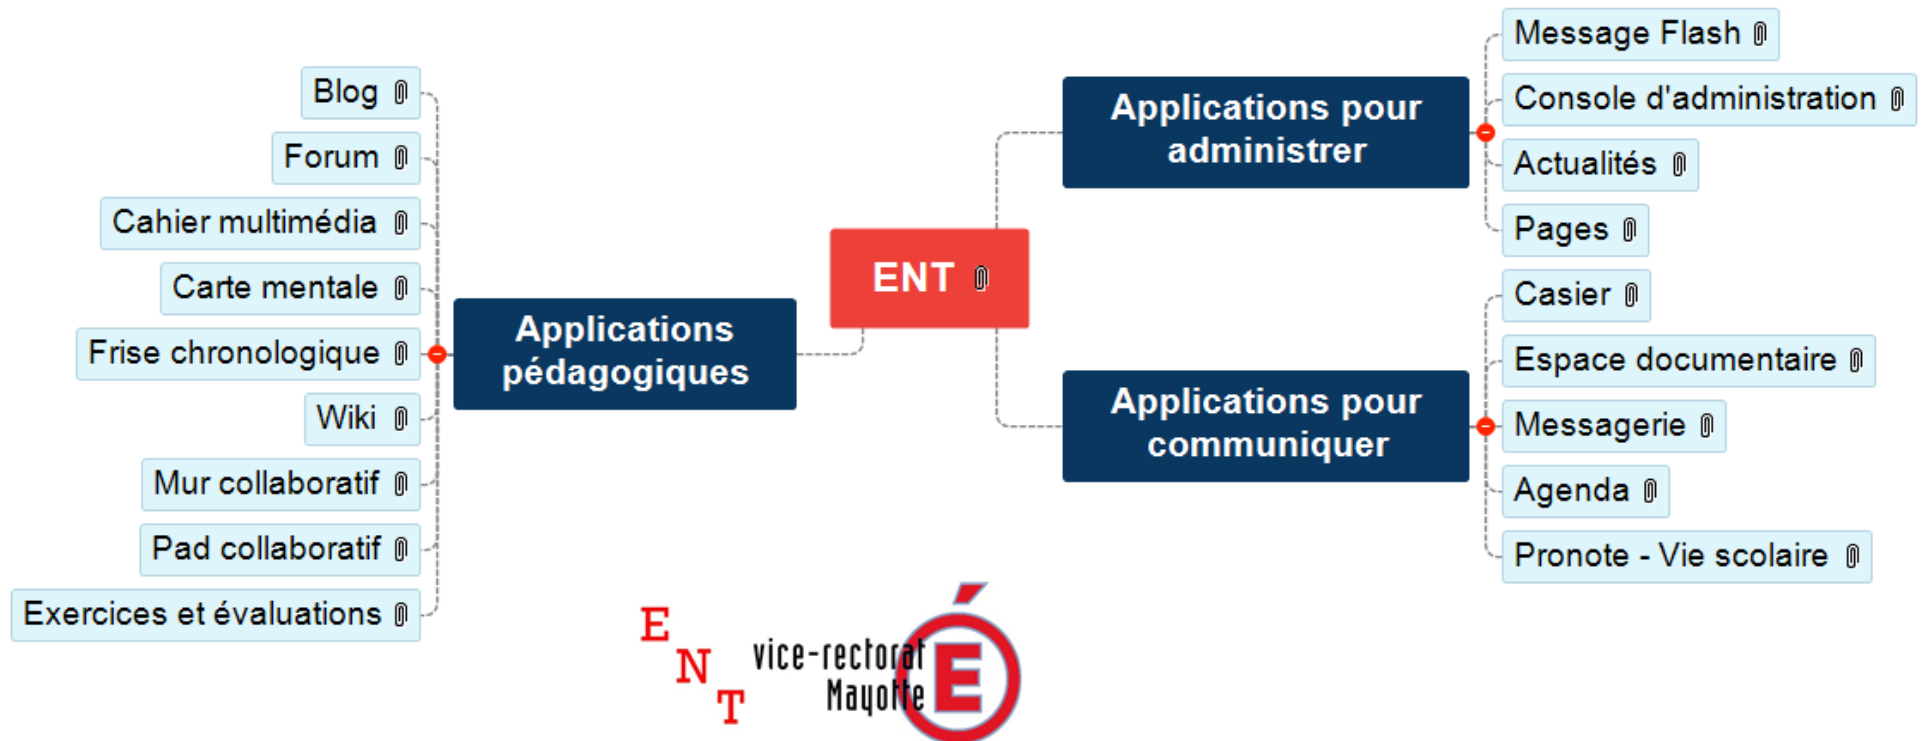 ENT
Applications
pédagogiques
Blog
Forum
Cahier multimédia
Carte mentale
Frise chronologique
Wiki
Mur collaboratif
Pad collaboratif
Exercices et évaluations
Applications pour
administrer
Message Flash
Console d'administration
Actualités
Pages
Applications pour
communiquer
Casier
Espace documentaire
Messagerie
Agenda
Pronote - Vie scolaire
ENT
vice-rectorat
Mayotte
É